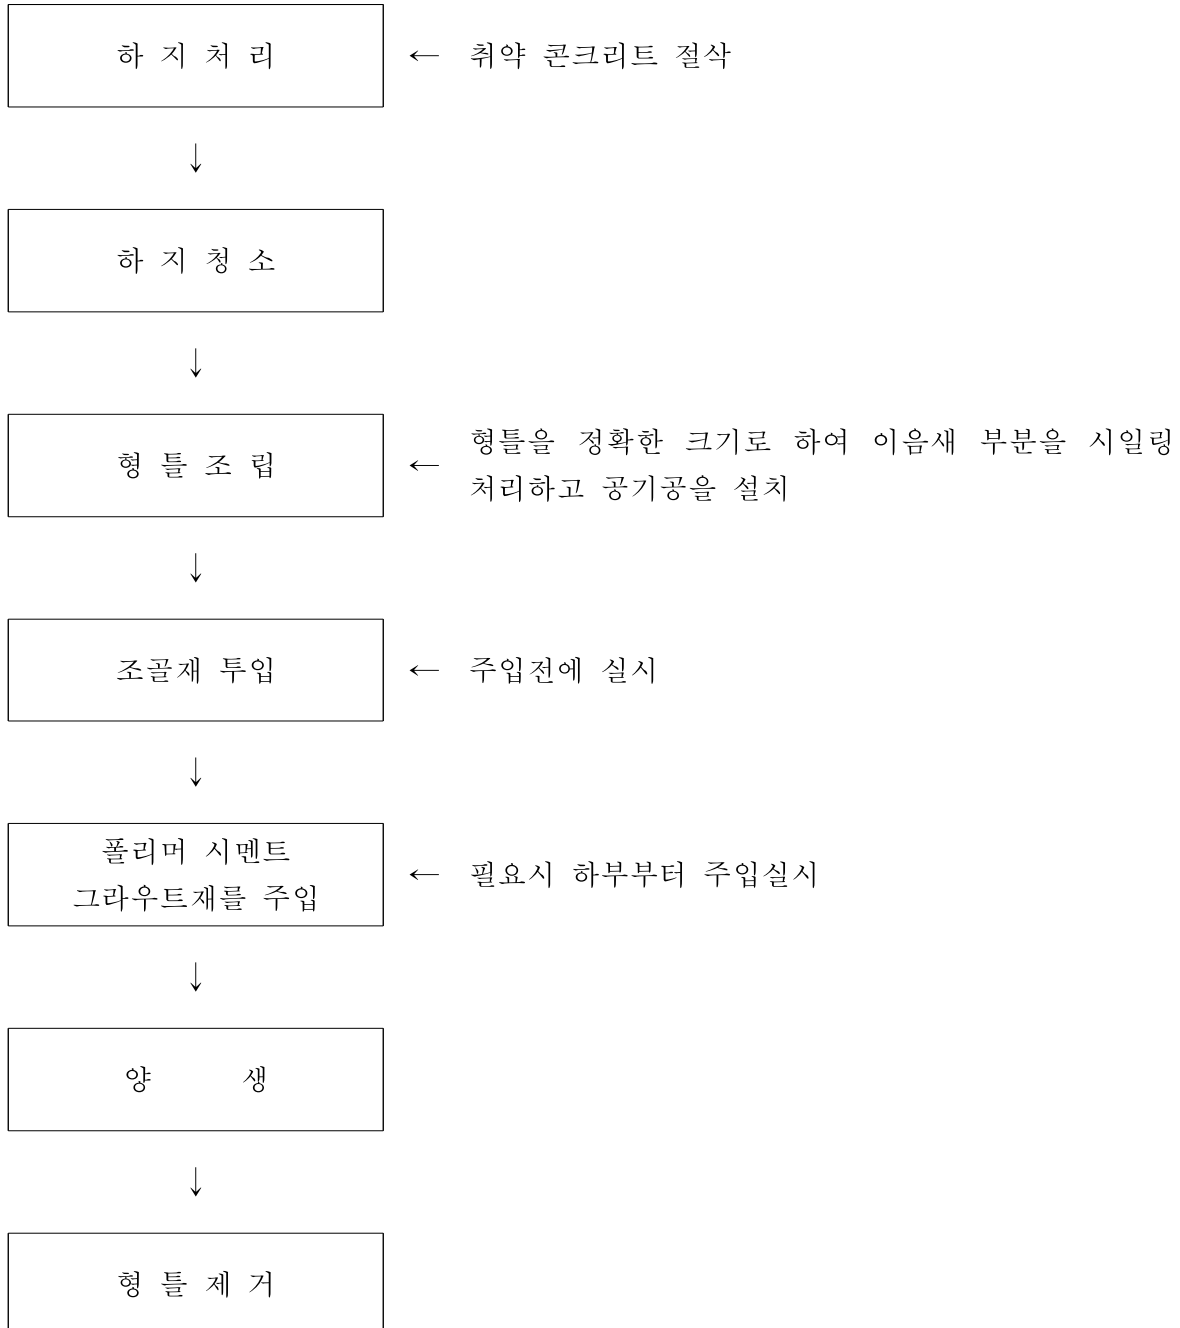 하 지 처 리 ← 취약 콘크리트 절삭
↓
하 지 청 소
↓
형 틀 조 립 ← 형틀을 정확한 크기로 하여 이음새 부분을 시일링
처리하고 공기공을 설치
↓
조골재 투입 ← 주입전에 실시
↓
폴리머 시멘트
그라우트재를 주입 ← 필요시 하부부터 주입실시
↓
양 생
↓
형 틀 제 거